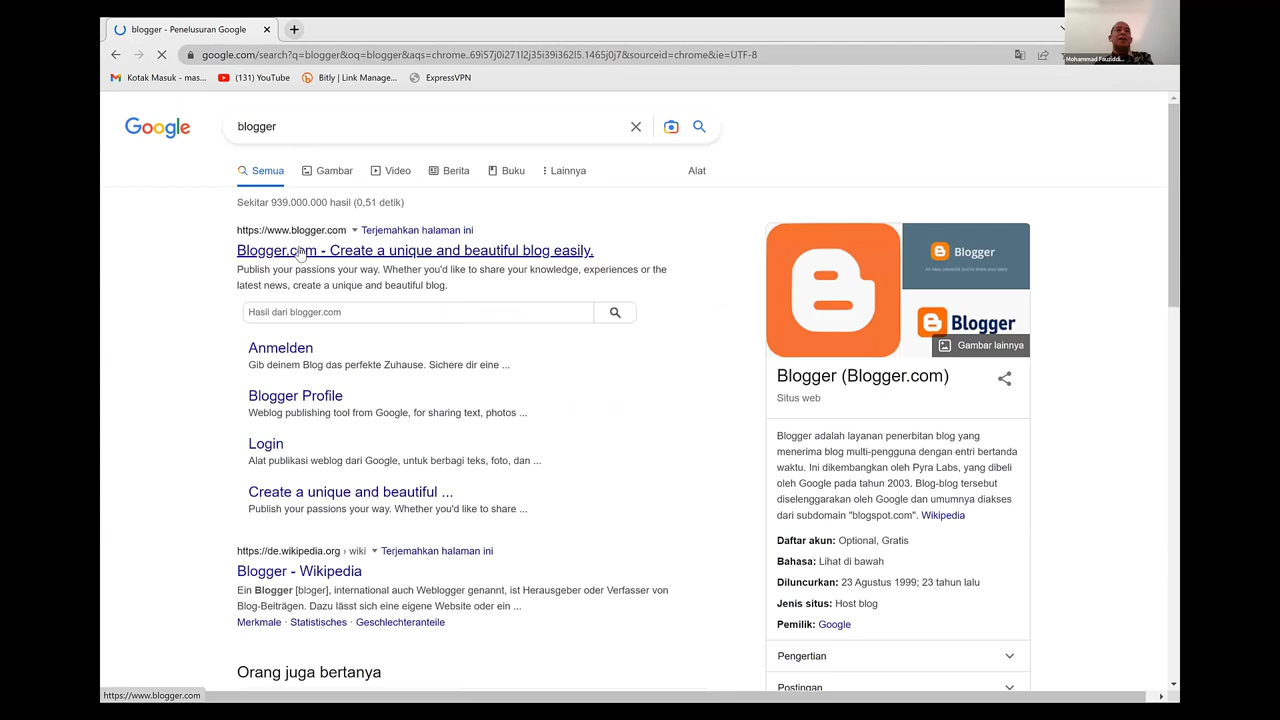 blogger - Penelusuran Google
google.com/search?q=blogger&oq=blogger&aqs=chrome..69i57j0i271l2j35i39i362l5.1465j0j7&sourceid=chrome&ie=UTF-8
Mohammad Fauziddi...
Kotak Masuk - mas...
(131) YouTube
Bitly | Link Manage...
ExpressVPN
Google
blogger
Semua
Gambar
Video
Berita
Buku
Lainnya
Alat
Sekitar 939.000.000 hasil (0,51 detik)
https://www.blogger.com
Terjemahkan halaman ini
Blogger.com - Create a unique and beautiful blog easily.
Publish your passions your way. Whether you'd like to share your knowledge, experiences or the
latest news, create a unique and beautiful blog.
Hasil dari blogger.com
Anmelden
Gib deinem Blog das perfekte Zuhause. Sichere dir eine ...
Blogger Profile
Weblog publishing tool from Google, for sharing text, photos ...
Login
Alat publikasi weblog dari Google, untuk berbagi teks, foto, dan ...
Create a unique and beautiful ...
Publish your passions your way. Whether you'd like to share ...
https://de.wikipedia.org › wiki
Terjemahkan halaman ini
Blogger - Wikipedia
Ein Blogger [blɔɡər], international auch Weblogger genannt, ist Herausgeber oder Verfasser von
Blog-Beiträgen. Dazu lässt sich eine eigene Website oder ein ...
Merkmale · Statistisches · Geschlechteranteile
Orang juga bertanya
Blogger
Blogger
Gambar lainnya
Blogger (Blogger.com)
Situs web
Blogger adalah layanan penerbitan blog yang
menerima blog multi-pengguna dengan entri bertanda
waktu. Ini dikembangkan oleh Pyra Labs, yang dibeli
oleh Google pada tahun 2003. Blog-blog tersebut
diselenggarakan oleh Google dan umumnya diakses
dari subdomain "blogspot.com". Wikipedia
Daftar akun: Optional, Gratis
Bahasa: Lihat di bawah
Diluncurkan: 23 Agustus 1999; 23 tahun lalu
Jenis situs: Host blog
Pemilik: Google
Pengertian
Postingan
https://www.blogger.com